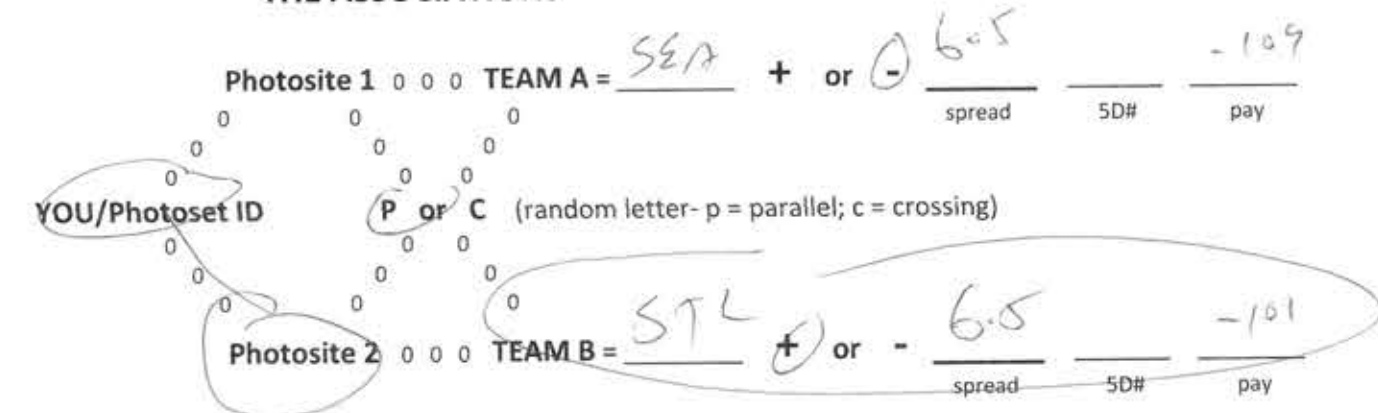 Photosite 1 0 0 0 TEAM A = SEA + or - 6.5 -109
spread 5D# pay
0 0 0
0 0 0
0 0 0
YOU/Photoset ID P or C (random letter- p = parallel; c = crossing)
0 0 0
0 0 0
0 0 0
Photosite 2 0 0 0 TEAM B = STL + or - 6.5 -101
spread 5D# pay